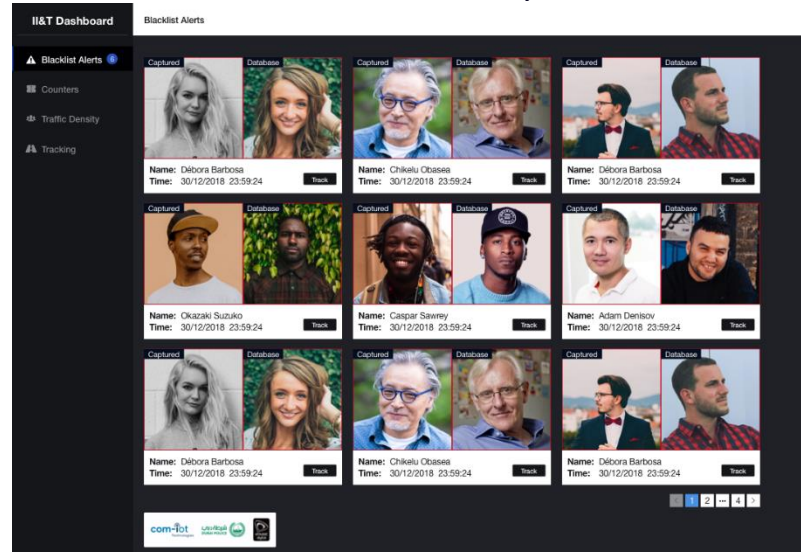 II&T Dashboard
Blacklist Alerts
Blacklist Alerts 6
Counters
Traffic Density
Tracking
Captured Database Captured Database Captured Database
Name: Débora Barbosa Name: Chikelu Obasea Name: Débora Barbosa
Time: 30/12/2018 23:59:24 Track Time: 30/12/2018 23:59:24 Track Time: 30/12/2018 23:59:24 Track
Captured Database Captured Database Captured Database
Name: Okazaki Suzuko Name: Caspar Sawrey Name: Adam Denisov
Time: 30/12/2018 23:59:24 Track Time: 30/12/2018 23:59:24 Track Time: 30/12/2018 23:59:24 Track
Captured Database Captured Database Captured Database
Name: Débora Barbosa Name: Chikelu Obasea Name: Débora Barbosa
Time: 30/12/2018 23:59:24 Track Time: 30/12/2018 23:59:24 Track Time: 30/12/2018 23:59:24 Track
< 1 2 ••• 4 >
com-iot
Technologies